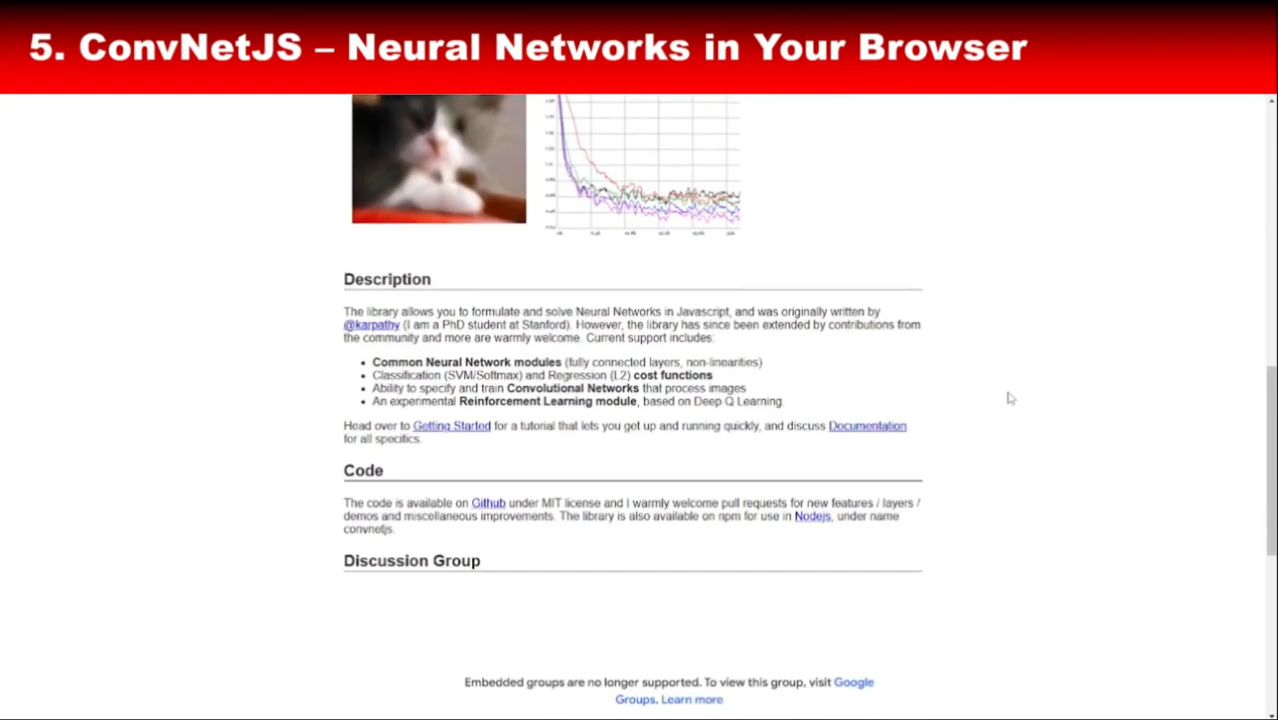 5. ConvNetJS – Neural Networks in Your Browser
Description
The library allows you to formulate and solve Neural Networks in Javascript, and was originally written by
@karpathy (I am a PhD student at Stanford). However, the library has since been extended by contributions from
the community and more are warmly welcome. Current support includes:
• Common Neural Network modules (fully connected layers, non-linearities)
• Classification (SVM/Softmax) and Regression (L2) cost functions
• Ability to specify and train Convolutional Networks that process images
• An experimental Reinforcement Learning module, based on Deep Q Learning.
Head over to Getting Started for a tutorial that lets you get up and running quickly, and discuss Documentation
for all specifics.
Code
The code is available on Github under MIT license and I warmly welcome pull requests for new features / layers /
demos and miscellaneous improvements. The library is also available on npm for use in Nodejs, under name
convnetjs.
Discussion Group
Embedded groups are no longer supported. To view this group, visit Google
Groups. Learn more